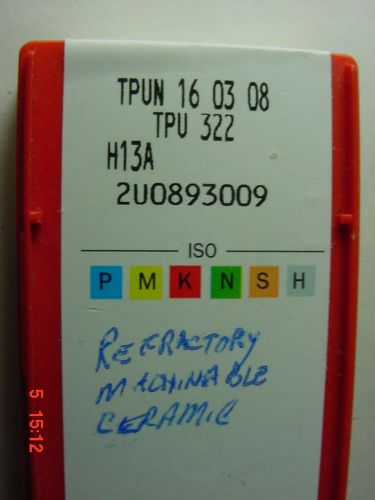 TPUN 16 03 08
TPU 322
H13A
2U0893009
ISO
P M K N S H
REFRACTORY
MACHINABLE
CERAMIC
5 15:12